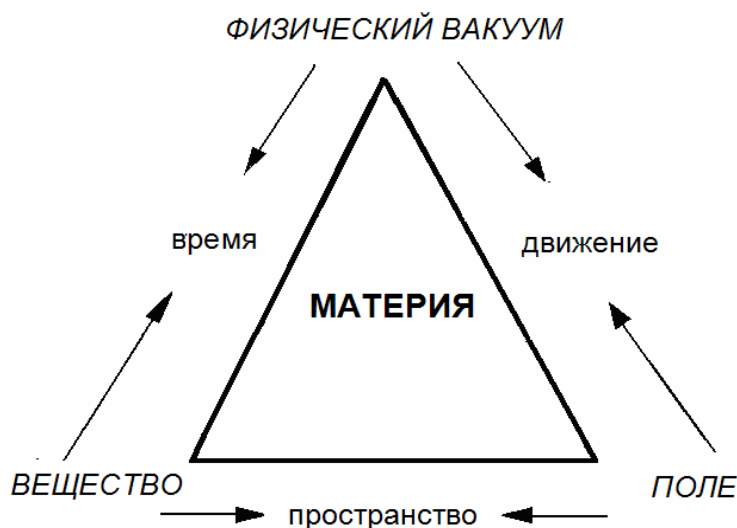 ФИЗИЧЕСКИЙ ВАКУУМ
время
движение
МАТЕРИЯ
ВЕЩЕСТВО
ПОЛЕ
пространство